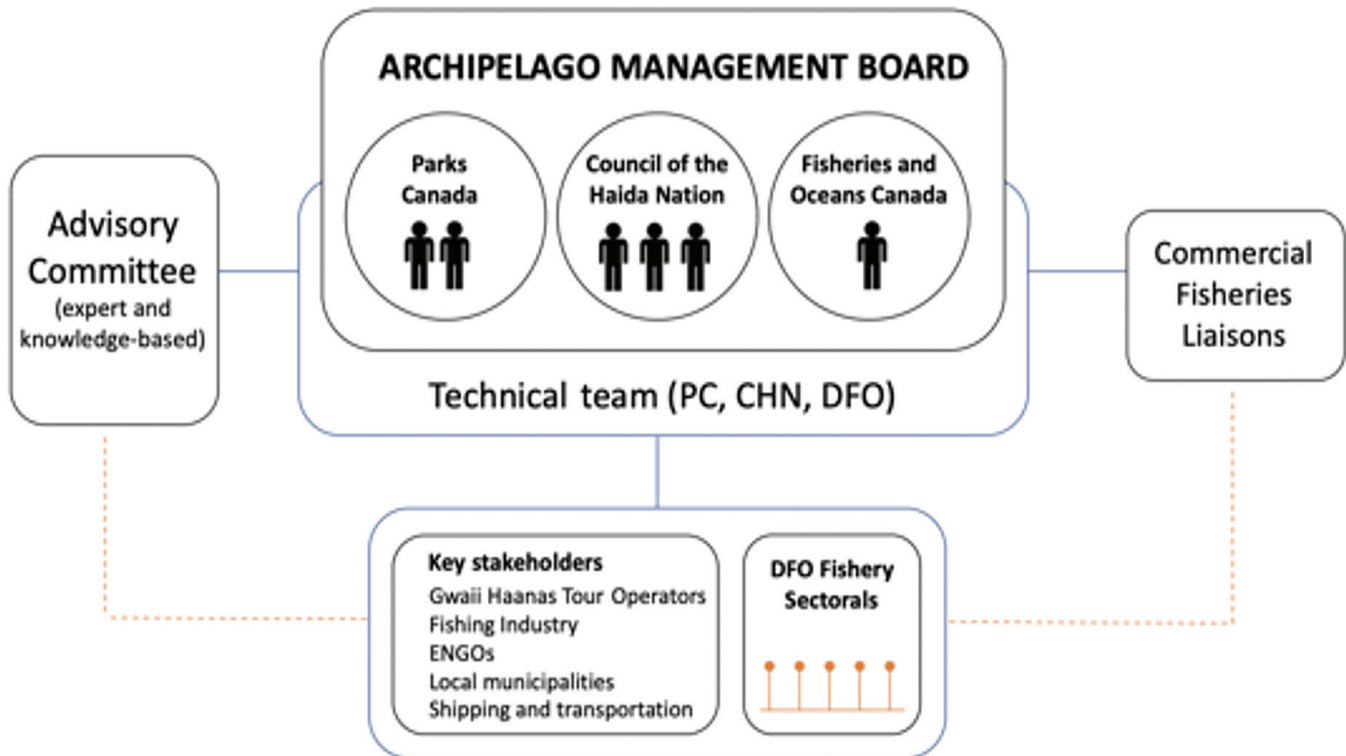 ARCHIPELAGO MANAGEMENT BOARD
Parks
Canada
Council of the
Haida Nation
Fisheries and
Oceans Canada
Advisory
Committee
(expert and
knowledge-based)
Commercial
Fisheries
Liaisons
Technical team (PC, CHN, DFO)
Key stakeholders
Gwaii Haanas Tour Operators
Fishing Industry
ENGOs
Local municipalities
Shipping and transportation
DFO Fishery
Sectorals